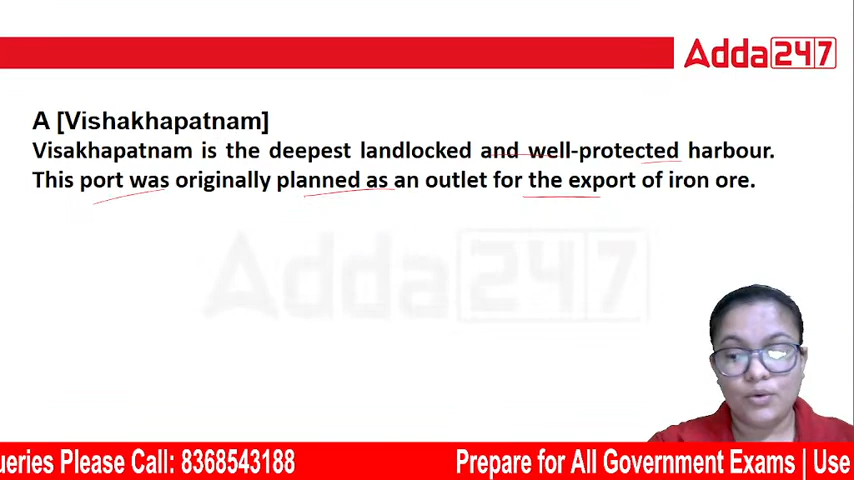 Adda247
A [Vishakhapatnam]
Visakhapatnam is the deepest landlocked and well-protected harbour.
This port was originally planned as an outlet for the export of iron ore.
Adda247
ueries Please Call: 8368543188 Prepare for All Government Exams | Use